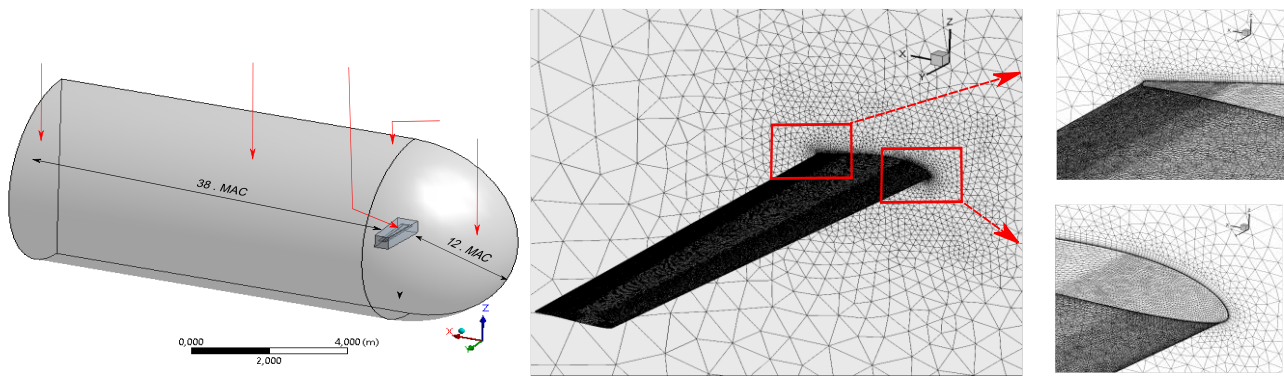 38 . MAC
12 . MAC
X
Z
Y
0,000
4,000 (m)
2,000
Z
X
Y
Z
X
Z